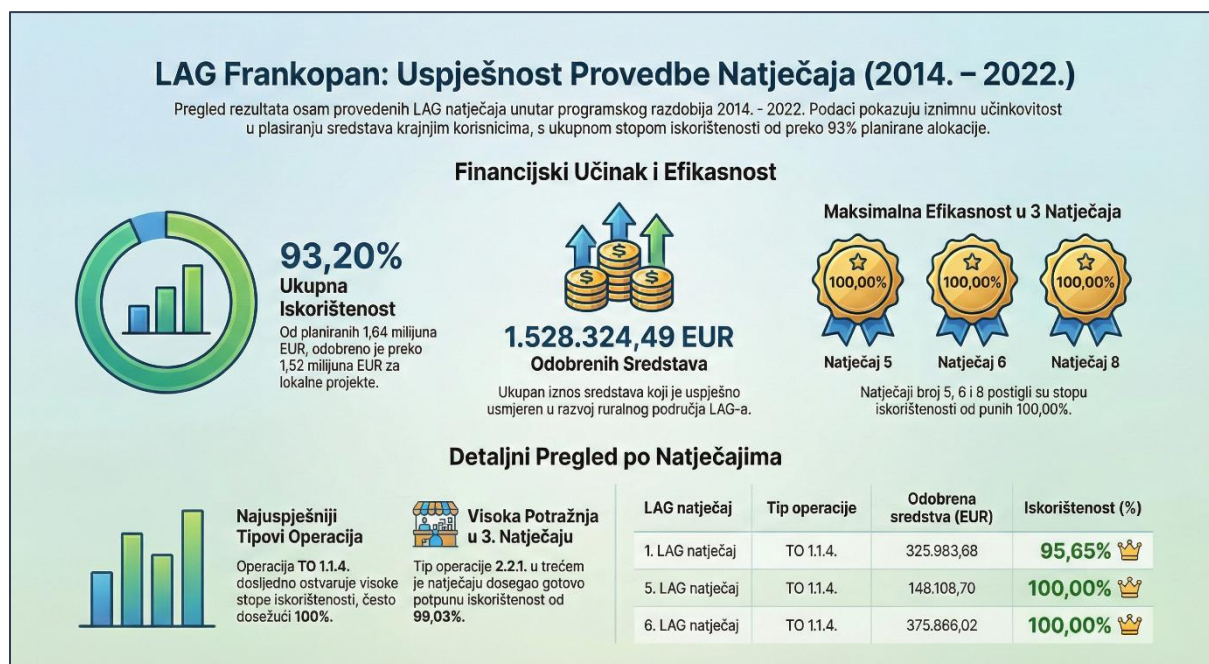 LAG Frankopan: Uspješnost Provedbe Natječaja (2014. – 2022.)
Pregled rezultata osam provedenih LAG natječaja unutar programskog razdobija 2014. - 2022. Podaci pokazuju iznimnu učinkovitost
u plasiranju sredstava krajnjim korisnicima, s ukupnom stopom iskorištenosti od preko 93% planirane alokacije.
Financijski Učinak i Efikasnost
93,20%
Ukupna
Iskorištenost
Od planiranih 1,64 milijuna
EUR, odobreno je preko
1,52 milijuna EUR za
lokalne projekte.
$
$
$
1.528.324,49 EUR
Odobrenih Sredstava
Ukupan iznos sredstava koji je uspješno
usmjeren u razvoj ruralnog područja LAG-a.
Maksimalna Efikasnost u 3 Natječaja
100,00% 100,00% 100,00%
Natječaj 5 Natječaj 6 Natječaj 8
Natječaji broj 5, 6 i 8 postigli su stopu
iskorištenosti od punih 100,00%.
Detaljni Pregled po Natječajima
Najuspješniji
Tipovi Operacija
Operacija TO 1.1.4.
dosljedno ostvaruje visoke
stope iskorištenosti, često
dosežući 100%.
Visoka Potražnja
u 3. Natječaju
Tip operacije 2.2.1. u trećem
je natječaju dosegao gotovo
potpunu iskorištenost od
99,03%.
LAG natječaj Tip operacije Odobrena sredstva (EUR) Iskorištenost (%)
1. LAG natječaj TO 1.1.4. 325.983,68 95,65%
5. LAG natječaj TO 1.1.4. 148.108,70 100,00%
6. LAG natječaj TO 1.1.4. 375.866,02 100,00%